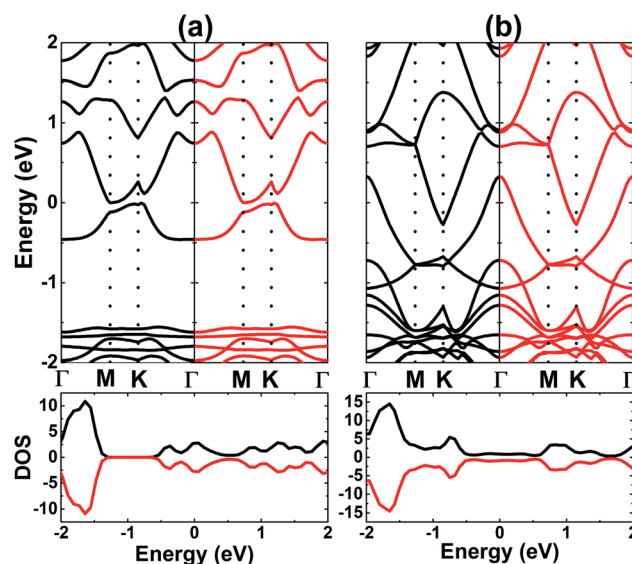 (a) (b)
Energy (eV)
2
1
0
-1
-2
Γ M K Γ M K Γ Γ M K Γ M K Γ
DOS
10
5
0
-5
-10
15
10
5
0
-5
-10
-15
-2 -1 0 1 2 -2 -1 0 1 2
Energy (eV) Energy (eV)